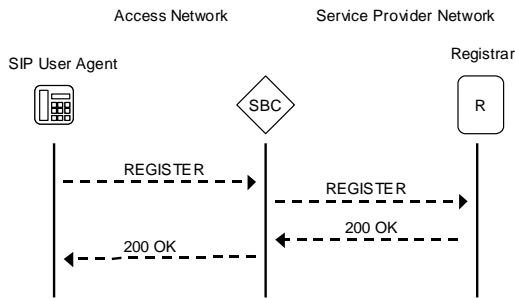 Access Network
Service Provider Network
SIP User Agent
Registrar
SBC
R
REGISTER
REGISTER
200 OK
200 OK